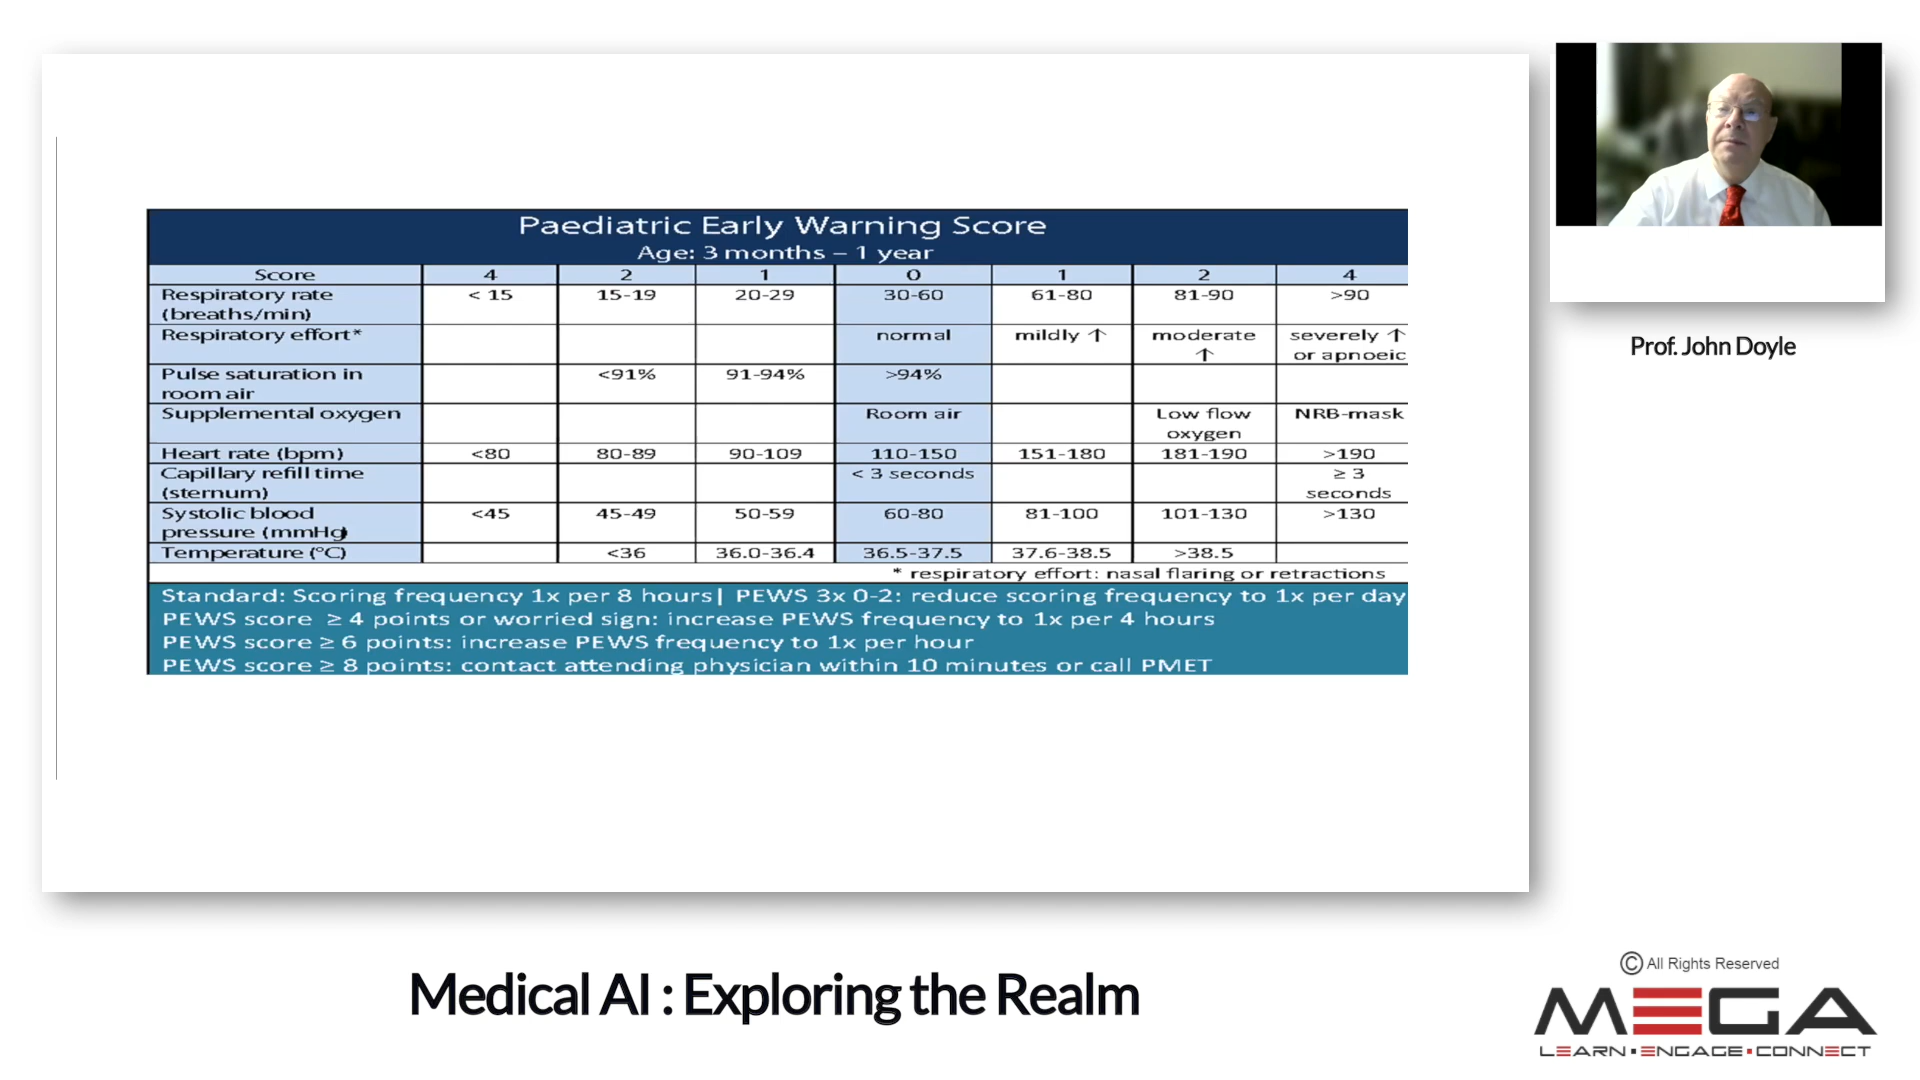 Paediatric Early Warning Score
Age: 3 months – 1 year
Score 4 2 1 0 1 2 4
Respiratory rate (breaths/min) < 15 15-19 20-29 30-60 61-80 81-90 >90
Respiratory effort* normal mildly ↑ moderate ↑ severely ↑ or apnoeic
Pulse saturation in room air <91% 91-94% >94%
Supplemental oxygen Room air Low flow oxygen NRB-mask
Heart rate (bpm) <80 80-89 90-109 110-150 151-180 181-190 >190
Capillary refill time (sternum) < 3 seconds ≥ 3 seconds
Systolic blood pressure (mmHg) <45 45-49 50-59 60-80 81-100 101-130 >130
Temperature (°C) <36 36.0-36.4 36.5-37.5 37.6-38.5 >38.5
* respiratory effort: nasal flaring or retractions
Standard: Scoring frequency 1x per 8 hours| PEWS 3x 0-2: reduce scoring frequency to 1x per day
PEWS score ≥ 4 points or worried sign: increase PEWS frequency to 1x per 4 hours
PEWS score ≥ 6 points: increase PEWS frequency to 1x per hour
PEWS score ≥ 8 points: contact attending physician within 10 minutes or call PMET
Prof. John Doyle
Medical AI : Exploring the Realm
© All Rights Reserved
MEGA
LEARN ▪ ENGAGE ▪ CONNECT